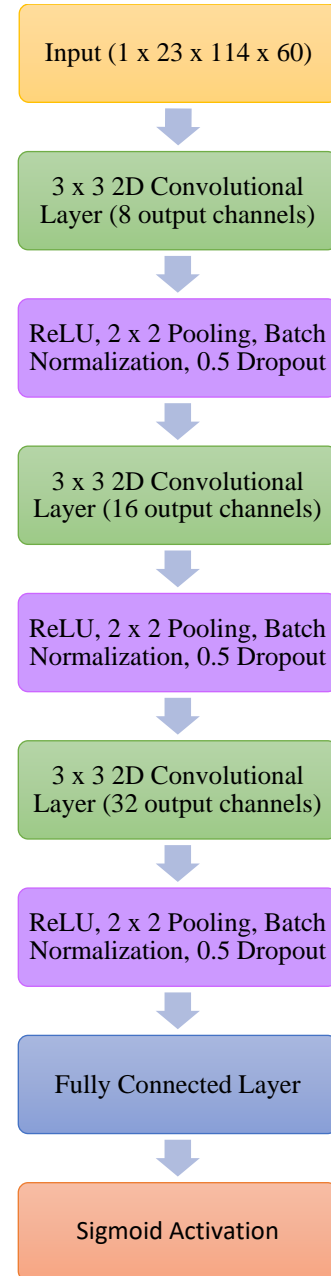 Input (1 x 23 x 114 x 60)
3 x 3 2D Convolutional
Layer (8 output channels)
ReLU, 2 x 2 Pooling, Batch
Normalization, 0.5 Dropout
3 x 3 2D Convolutional
Layer (16 output channels)
ReLU, 2 x 2 Pooling, Batch
Normalization, 0.5 Dropout
3 x 3 2D Convolutional
Layer (32 output channels)
ReLU, 2 x 2 Pooling, Batch
Normalization, 0.5 Dropout
Fully Connected Layer
Sigmoid Activation